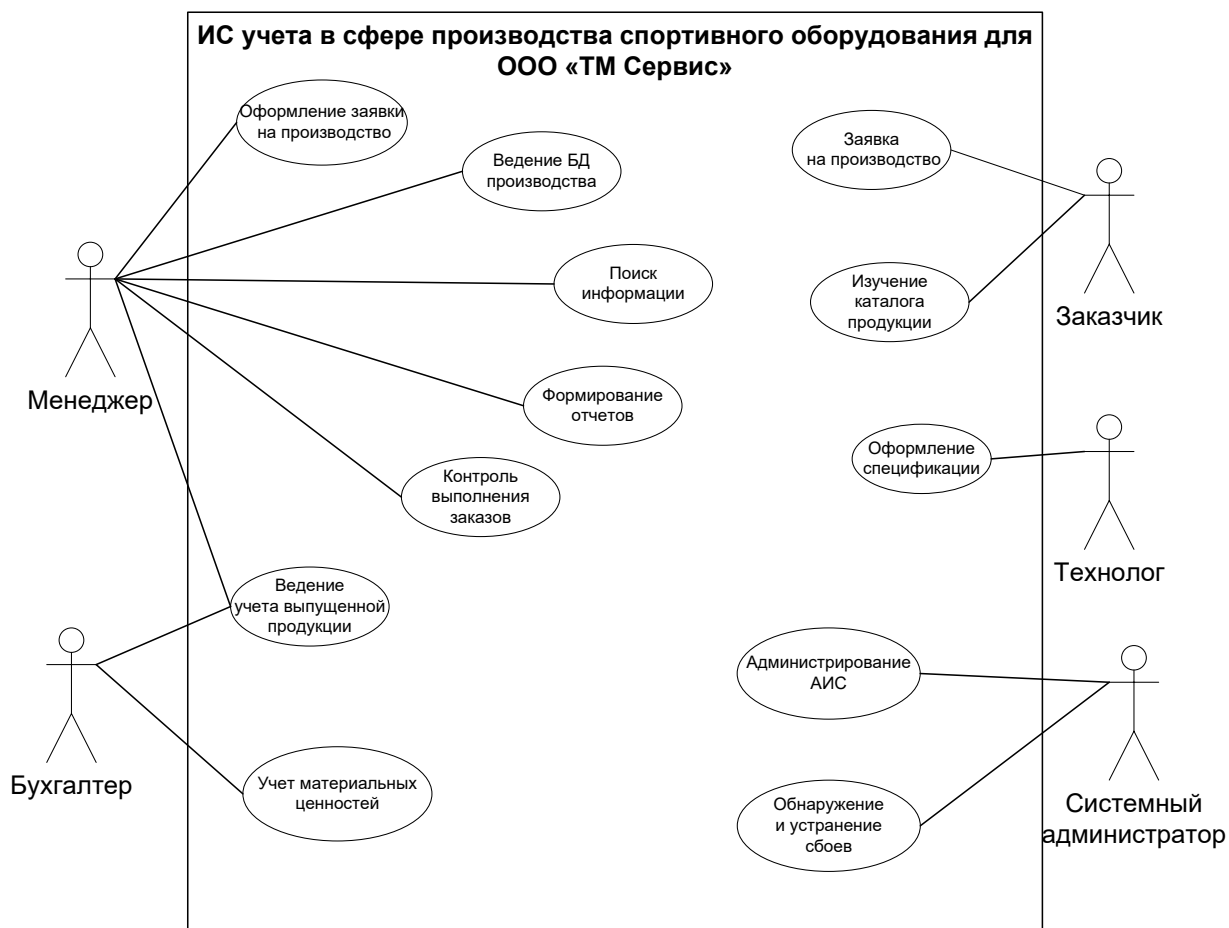 ИС учета в сфере производства спортивного оборудования для
ООО «ТМ Сервис»
Оформление заявки
на производство
Ведение БД
производства
Поиск
информации
Формирование
отчетов
Контроль
выполнения
заказов
Ведение
учета выпущенной
продукции
Учет материальных
ценностей
Менеджер
Бухгалтер
Заявка
на производство
Изучение
каталога
продукции
Оформление
спецификации
Администрирование
АИС
Обнаружение
и устранение
сбоев
Заказчик
Технолог
Системный
администратор